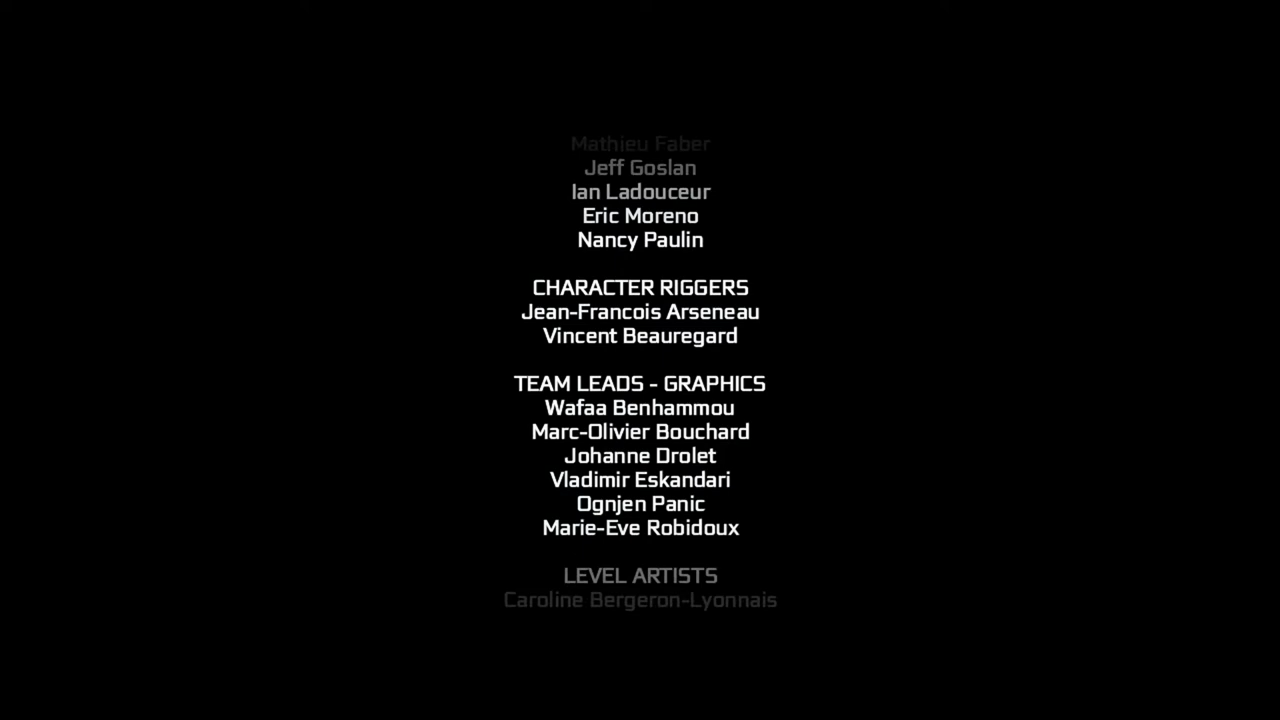 Mathieu Faber
Jeff Goslan
Ian Ladouceur
Eric Moreno
Nancy Paulin
CHARACTER RIGGERS
Jean-Francois Arseneau
Vincent Beauregard
TEAM LEADS - GRAPHICS
Wafaa Benhammou
Marc-Olivier Bouchard
Johanne Drolet
Vladimir Eskandari
Ognjen Panic
Marie-Eve Robidoux
LEVEL ARTISTS
Caroline Bergeron-Lyonnais